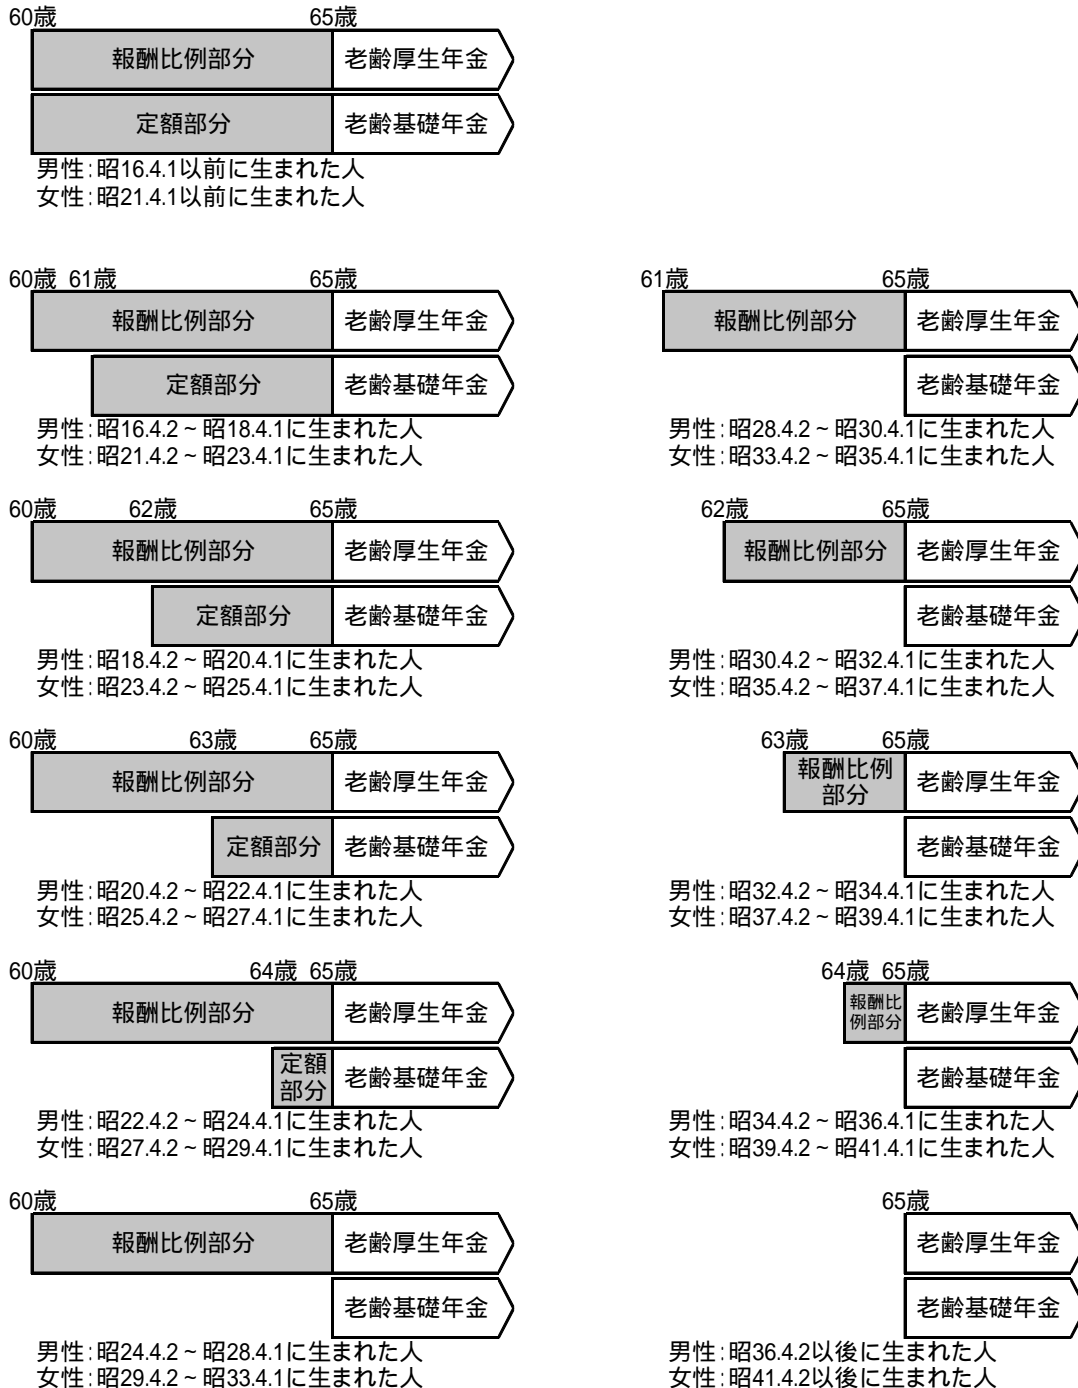 60歳 65歳
報酬比例部分 老齢厚生年金
定額部分 老齢基礎年金
男性:昭16.4.1以前に生まれた人
女性:昭21.4.1以前に生まれた人
60歳 61歳 65歳
報酬比例部分 老齢厚生年金
定額部分 老齢基礎年金
男性:昭16.4.2~昭18.4.1に生まれた人
女性:昭21.4.2~昭23.4.1に生まれた人
60歳 62歳 65歳
報酬比例部分 老齢厚生年金
定額部分 老齢基礎年金
男性:昭18.4.2~昭20.4.1に生まれた人
女性:昭23.4.2~昭25.4.1に生まれた人
60歳 63歳 65歳
報酬比例部分 老齢厚生年金
定額部分 老齢基礎年金
男性:昭20.4.2~昭22.4.1に生まれた人
女性:昭25.4.2~昭27.4.1に生まれた人
60歳 64歳 65歳
報酬比例部分 老齢厚生年金
定額
部分 老齢基礎年金
男性:昭22.4.2~昭24.4.1に生まれた人
女性:昭27.4.2~昭29.4.1に生まれた人
60歳 65歳
報酬比例部分 老齢厚生年金
老齢基礎年金
男性:昭24.4.2~昭28.4.1に生まれた人
女性:昭29.4.2~昭33.4.1に生まれた人
61歳 65歳
報酬比例部分 老齢厚生年金
老齢基礎年金
男性:昭28.4.2~昭30.4.1に生まれた人
女性:昭33.4.2~昭35.4.1に生まれた人
62歳 65歳
報酬比例部分 老齢厚生年金
老齢基礎年金
男性:昭30.4.2~昭32.4.1に生まれた人
女性:昭35.4.2~昭37.4.1に生まれた人
63歳 65歳
報酬比例
部分 老齢厚生年金
老齢基礎年金
男性:昭32.4.2~昭34.4.1に生まれた人
女性:昭37.4.2~昭39.4.1に生まれた人
64歳 65歳
報酬比
例部分 老齢厚生年金
老齢基礎年金
男性:昭34.4.2~昭36.4.1に生まれた人
女性:昭39.4.2~昭41.4.1に生まれた人
65歳
老齢厚生年金
老齢基礎年金
男性:昭36.4.2以後に生まれた人
女性:昭41.4.2以後に生まれた人